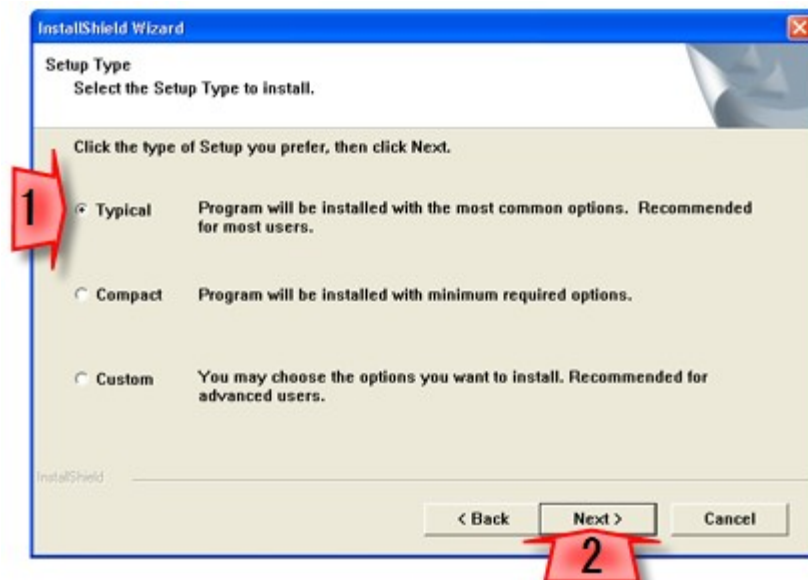 InstallShield Wizard
Setup Type
Select the Setup Type to install.
Click the type of Setup you prefer, then click Next.
1
Typical Program will be installed with the most common options. Recommended
for most users.
Compact Program will be installed with minimum required options.
Custom You may choose the options you want to install. Recommended for
advanced users.
InstallShield
< Back Next > Cancel
2